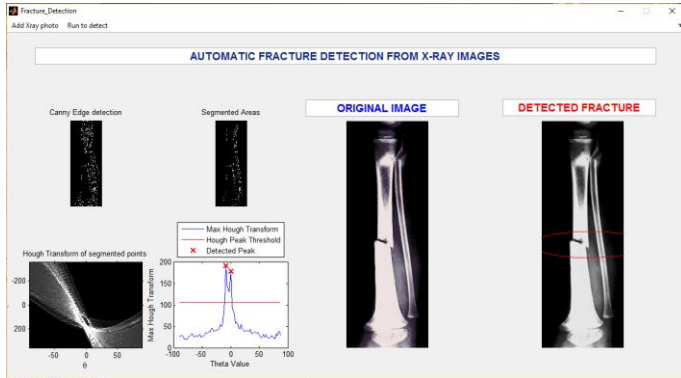 Fracture_Detection
Add Xray photo Run to detect
AUTOMATIC FRACTURE DETECTION FROM X-RAY IMAGES
Canny Edge detection
Segmented Areas
ORIGINAL IMAGE
DETECTED FRACTURE
Max Hough Transform
Hough Peak Threshold
Detected Peak
Hough Transform of segmented points
-200
0
200
-50 0 50
θ
Max Hough Transform
200
150
100
50
0
-100 -50 0 50 100
Theta Value